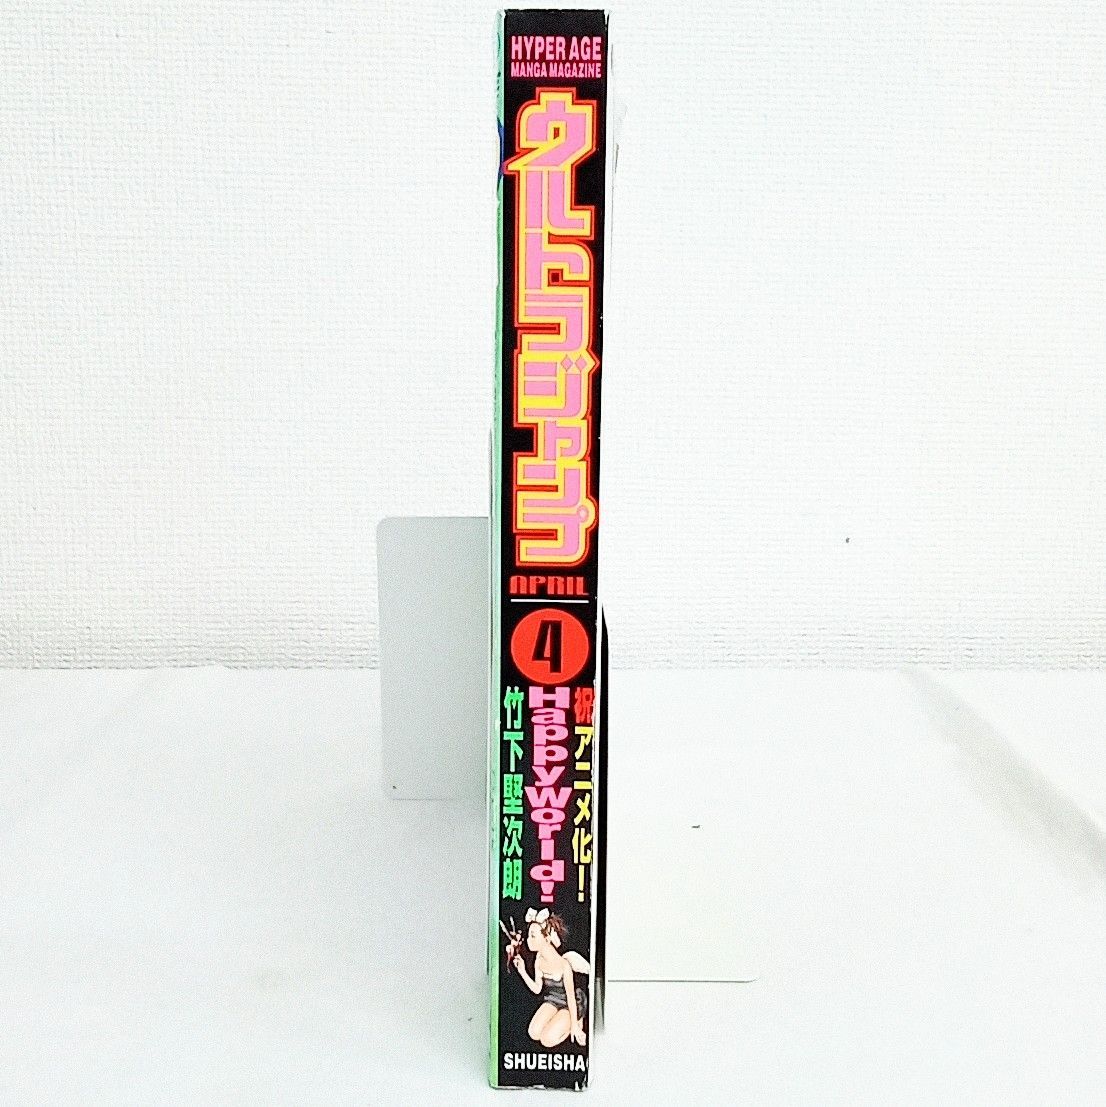 HYPER AGE
MANGA MAGAZINE
ウルトラジャンプ
APRIL
4
祝アニメ化!
Happy World!
竹下堅次朗
SHUEISHA